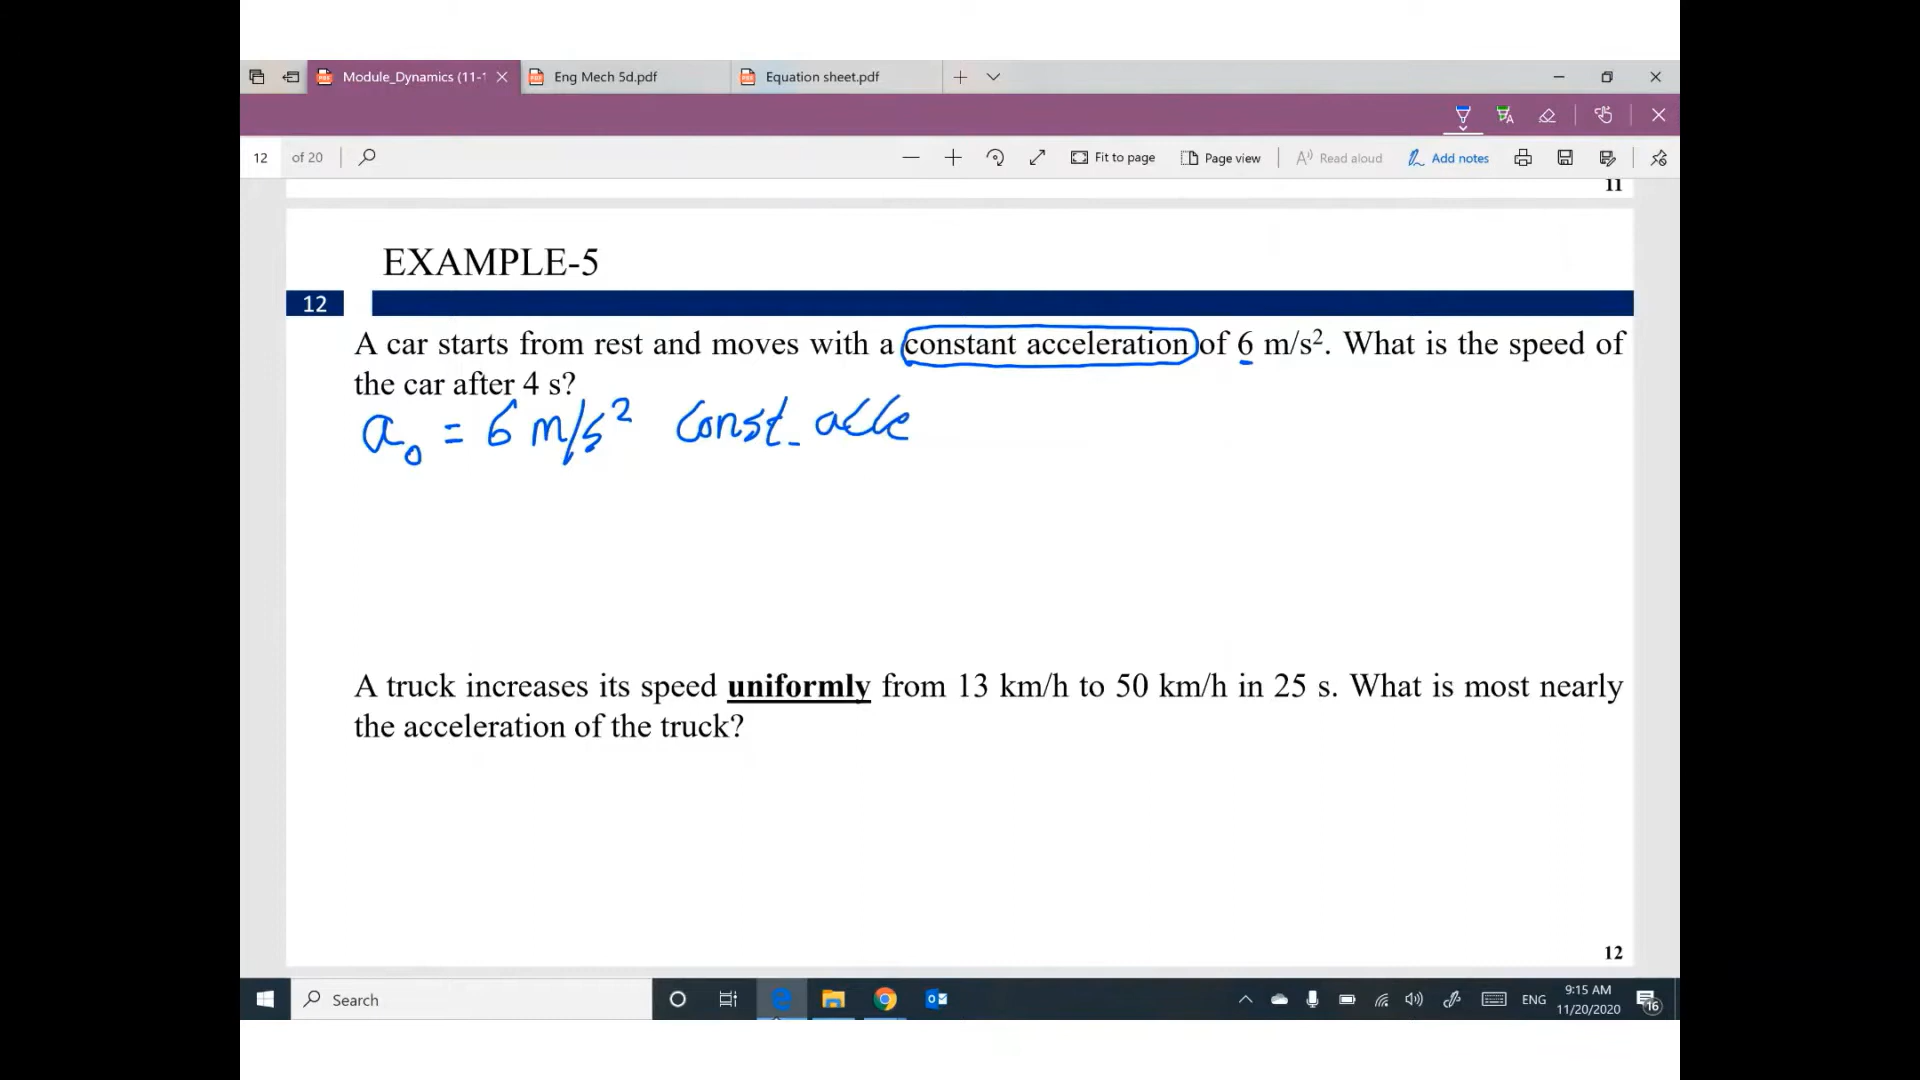 Module_Dynamics (11-1
Eng Mech 5d.pdf
Equation sheet.pdf
12 of 20
Fit to page
Page view
Read aloud
Add notes
11
EXAMPLE-5
12
A car starts from rest and moves with a constant acceleration of 6 m/s². What is the speed of
the car after 4 s?
a₀ = 6 m/s² const. acce
A truck increases its speed uniformly from 13 km/h to 50 km/h in 25 s. What is most nearly
the acceleration of the truck?
12
Search
ENG
9:15 AM
11/20/2020
16